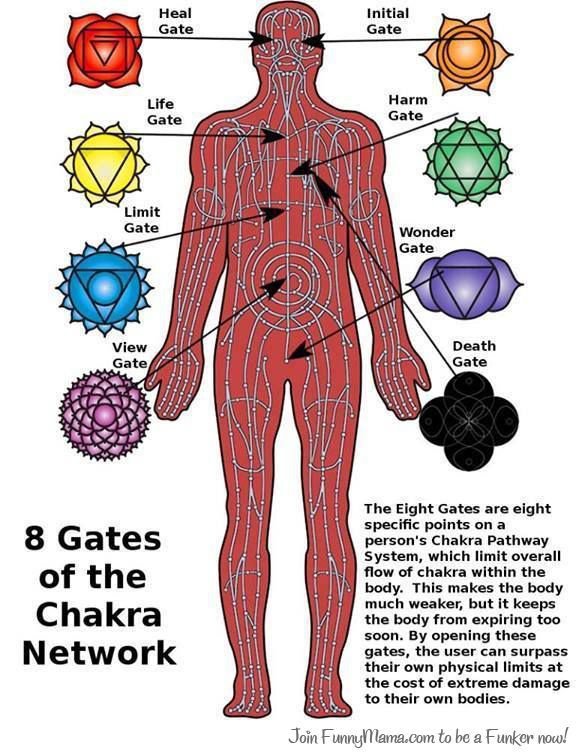 Heal
Gate
Initial
Gate
Life
Gate
Harm
Gate
Limit
Gate
Wonder
Gate
View
Gate
Death
Gate
8 Gates
of the
Chakra
Network
The Eight Gates are eight
specific points on a
person's Chakra Pathway
System, which limit overall
flow of chakra within the
body. This makes the body
much weaker, but it keeps
the body from expiring too
soon. By opening these
gates, the user can surpass
their own physical limits at
the cost of extreme damage
to their own bodies.
Join FunnyMama.com to be a Funker now!